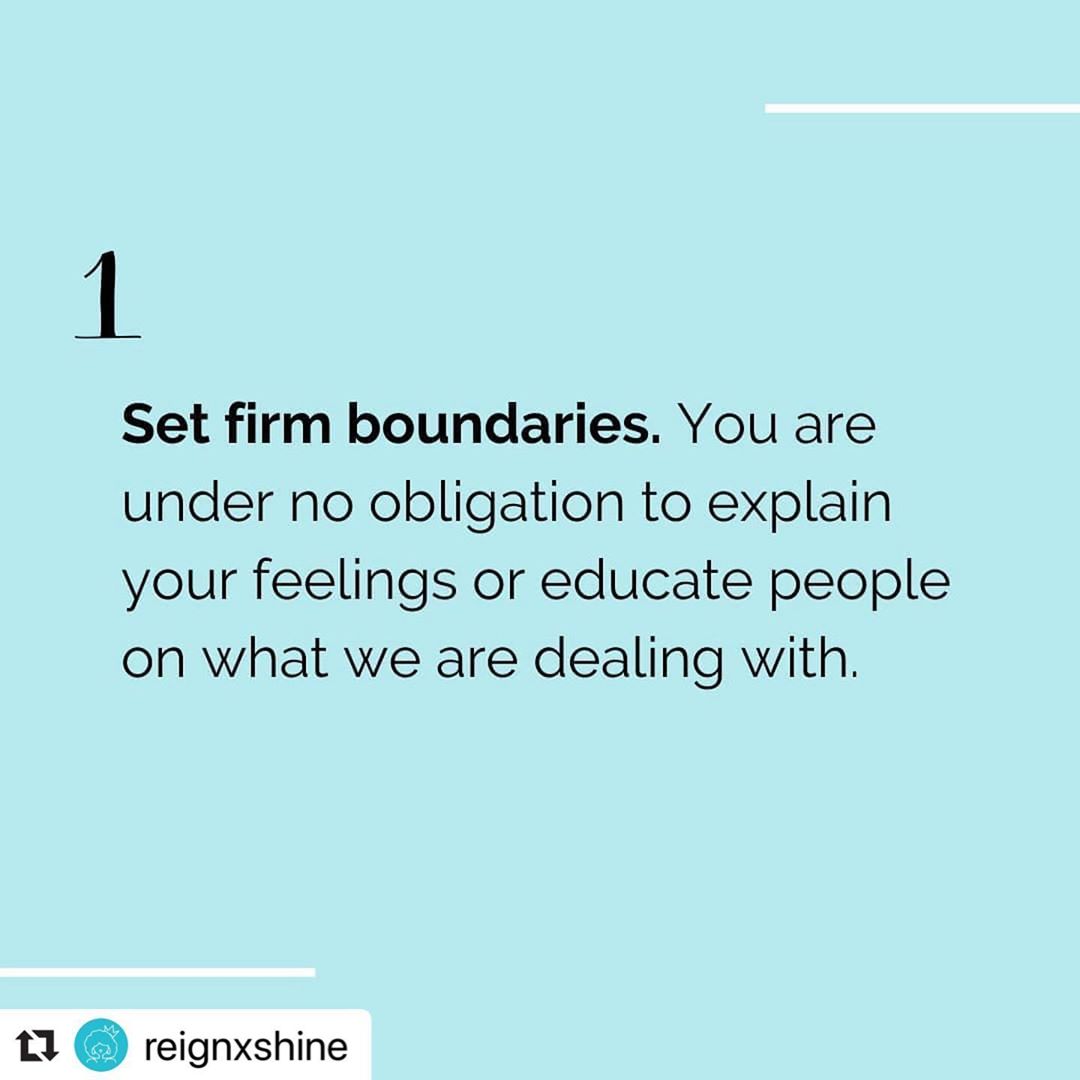 1
Set firm boundaries. You are
under no obligation to explain
your feelings or educate people
on what we are dealing with.
reignxshine